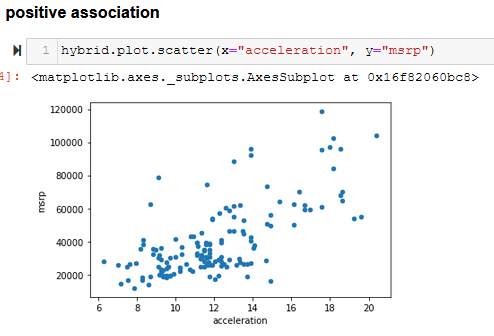 positive association
1 hybrid.plot.scatter(x="acceleration", y="msrp")
]: <matplotlib.axes._subplots.AxesSubplot at 0x16f82060bc8>
120000
100000
80000
msrp
60000
40000
20000
6 8 10 12 14 16 18 20
acceleration